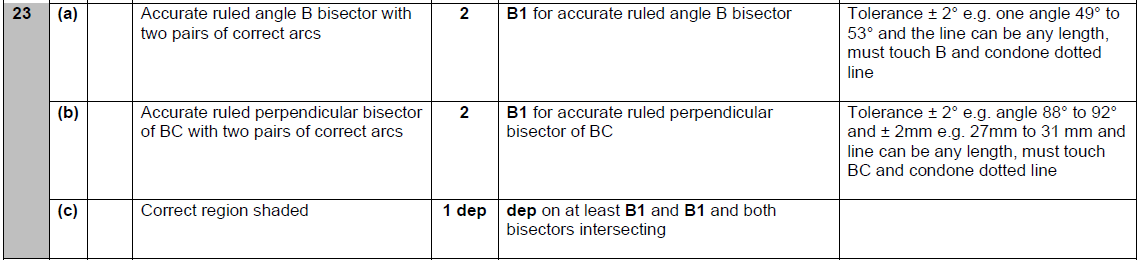 23 (a) Accurate ruled angle B bisector with
two pairs of correct arcs
2
B1 for accurate ruled angle B bisector
Tolerance ± 2° e.g. one angle 49° to
53° and the line can be any length,
must touch B and condone dotted
line
(b) Accurate ruled perpendicular bisector
of BC with two pairs of correct arcs
2
B1 for accurate ruled perpendicular
bisector of BC
Tolerance ± 2° e.g. angle 88° to 92°
and ± 2mm e.g. 27mm to 31 mm and
line can be any length, must touch
BC and condone dotted line
(c) Correct region shaded
1 dep
dep on at least B1 and B1 and both
bisectors intersecting